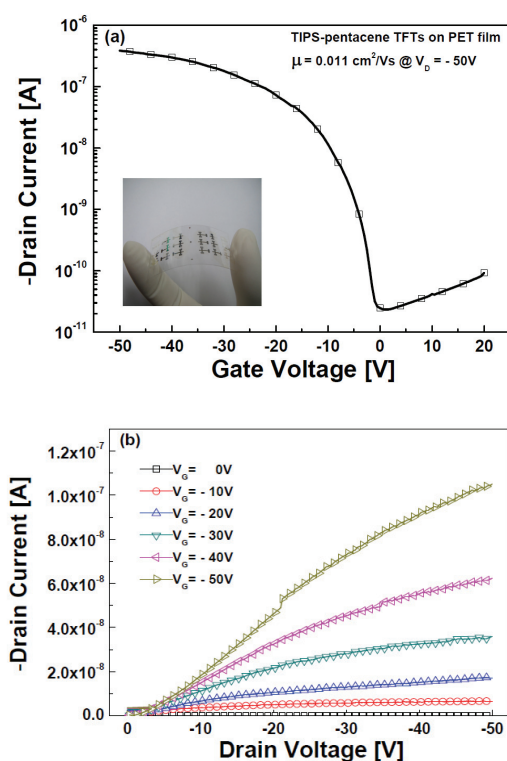 (a)
TIPS-pentacene TFTs on PET film
μ = 0.011 cm²/Vs @ V_D = - 50V
10⁻⁶
10⁻⁷
10⁻⁸
10⁻⁹
10⁻¹⁰
10⁻¹¹
-Drain Current [A]
-50 -40 -30 -20 -10 0 10 20
Gate Voltage [V]
(b)
1.2x10⁻⁷
1.0x10⁻⁷
8.0x10⁻⁸
6.0x10⁻⁸
4.0x10⁻⁸
2.0x10⁻⁸
0.0
-Drain Current [A]
V_G = 0V
V_G = - 10V
V_G = - 20V
V_G = - 30V
V_G = - 40V
V_G = - 50V
0 -10 -20 -30 -40 -50
Drain Voltage [V]